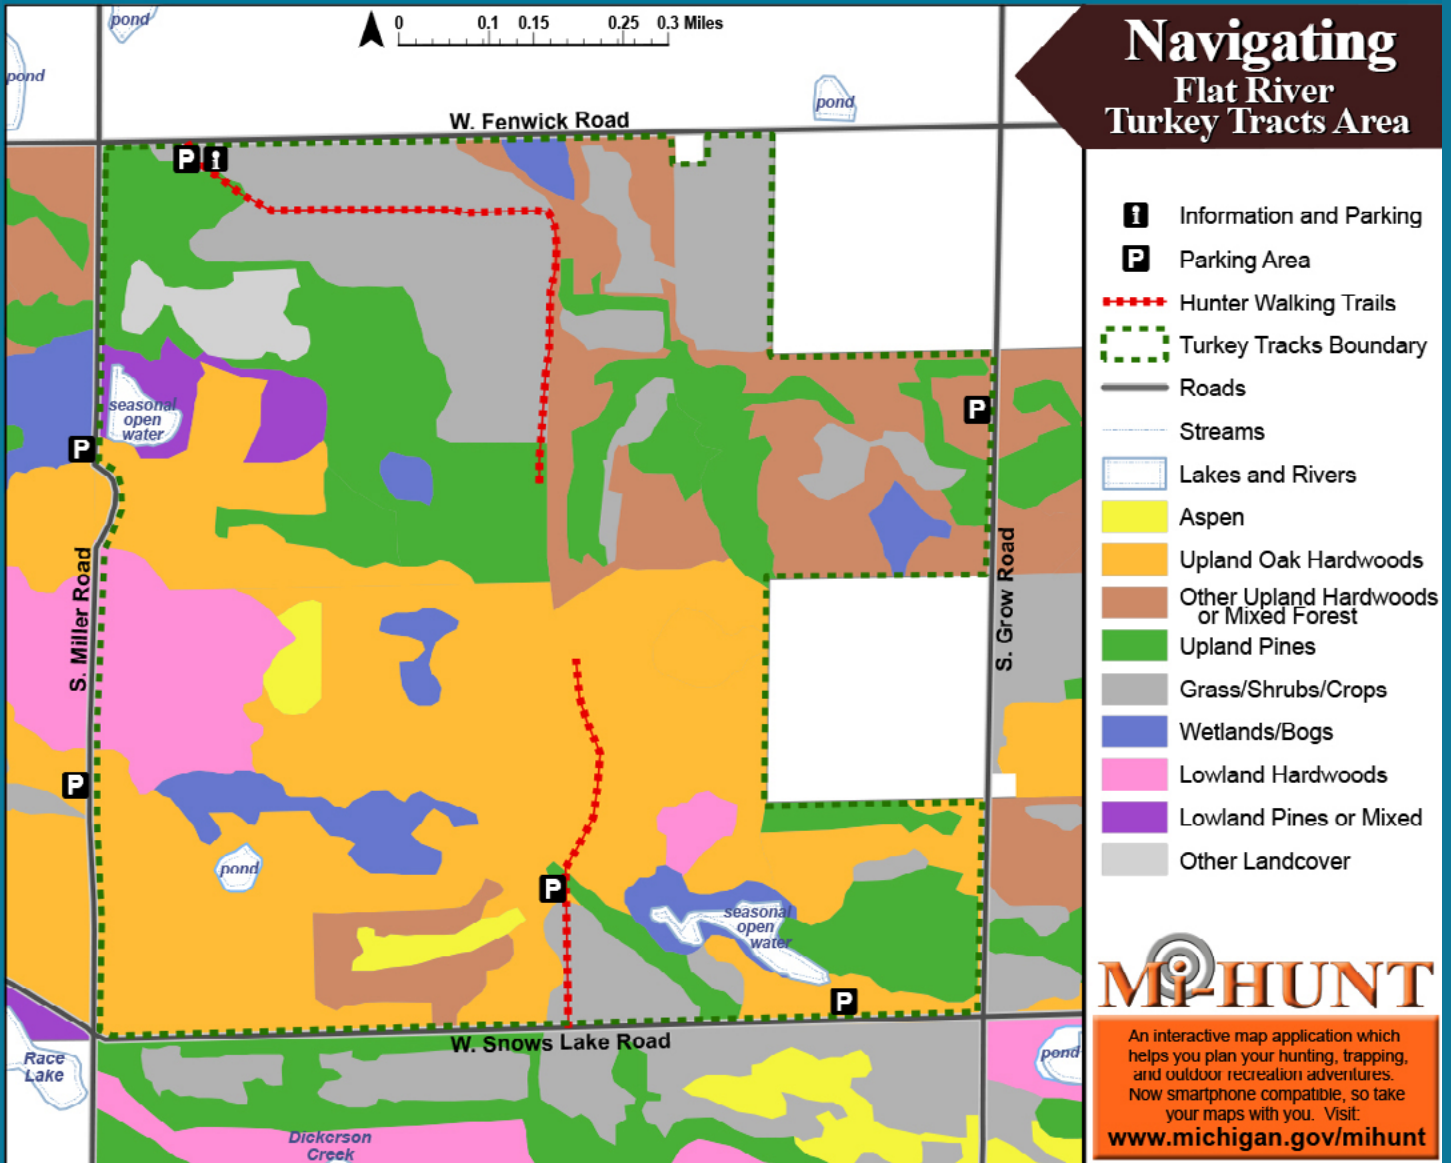 pond
0 0.1 0.15 0.25 0.3 Miles
Navigating
Flat River
Turkey Tracts Area
pond
pond
W. Fenwick Road
P i
i Information and Parking
P Parking Area
Hunter Walking Trails
Turkey Tracks Boundary
Roads
Streams
Lakes and Rivers
Aspen
Upland Oak Hardwoods
Other Upland Hardwoods
or Mixed Forest
Upland Pines
Grass/Shrubs/Crops
Wetlands/Bogs
Lowland Hardwoods
Lowland Pines or Mixed
Other Landcover
seasonal
open
water
P
P
S. Miller Road
S. Grow Road
P
pond
P
seasonal
open
water
P
W. Snows Lake Road
Race
Lake
pond
Dickerson
Creek
Mi-HUNT
An interactive map application which
helps you plan your hunting, trapping,
and outdoor recreation adventures.
Now smartphone compatible, so take
your maps with you. Visit:
www.michigan.gov/mihunt